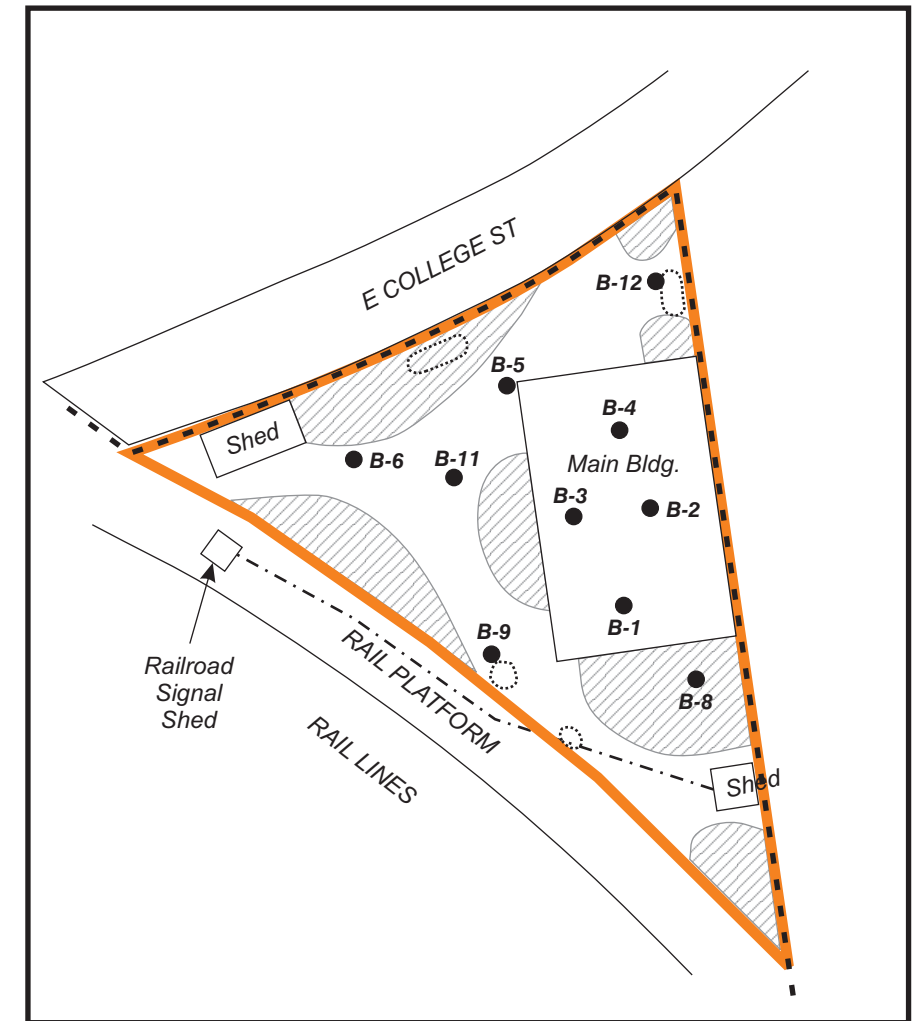 E COLLEGE ST
B-12
B-5
B-4
Shed
B-6
B-11
Main Bldg.
B-3
B-2
B-1
B-9
RAIL PLATFORM
Railroad
Signal
Shed
B-8
RAIL LINES
Shed